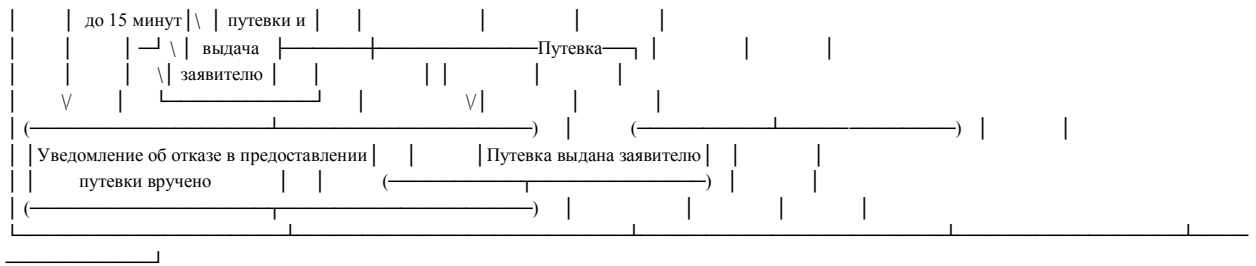 до 15 минут путевки и
выдача Путевка
заявителю
Уведомление об отказе в предоставлении Путевка выдана заявителю
путевки вручено